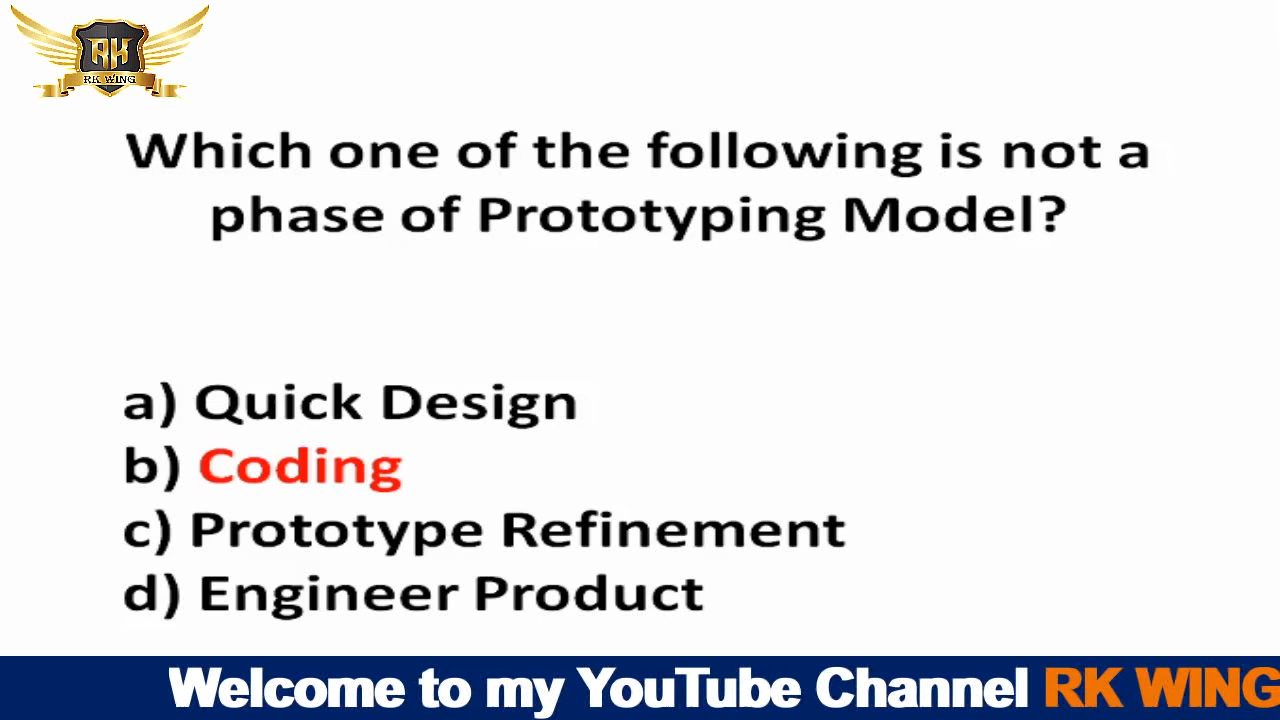 RK
RK WING
Which one of the following is not a
phase of Prototyping Model?
a) Quick Design
b) Coding
c) Prototype Refinement
d) Engineer Product
Welcome to my YouTube Channel RK WING